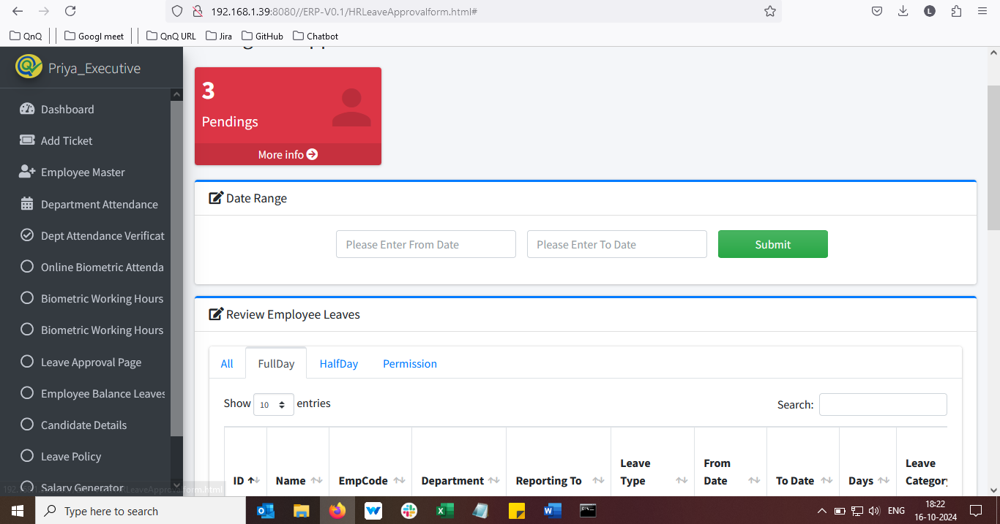 192.168.1.39:8080//ERP-V0.1/HRLeaveApprovalform.html#
L
QnQ
Googl meet
QnQ URL
Jira
GitHub
Chatbot
Priya_Executive
Dashboard
Add Ticket
Employee Master
Department Attendance
Dept Attendance Verificat
Online Biometric Attenda
Biometric Working Hours
Biometric Working Hours
Leave Approval Page
Employee Balance Leaves
Candidate Details
Leave Policy
Salary Generator
3
Pendings
More info
Date Range
Please Enter From Date
Please Enter To Date
Submit
Review Employee Leaves
All
FullDay
HalfDay
Permission
Show 10 entries
Search:
ID
Name
EmpCode
Department
Reporting To
Leave
Type
From
Date
To Date
Days
Leave
Category
Type here to search
ENG
18:22
16-10-2024